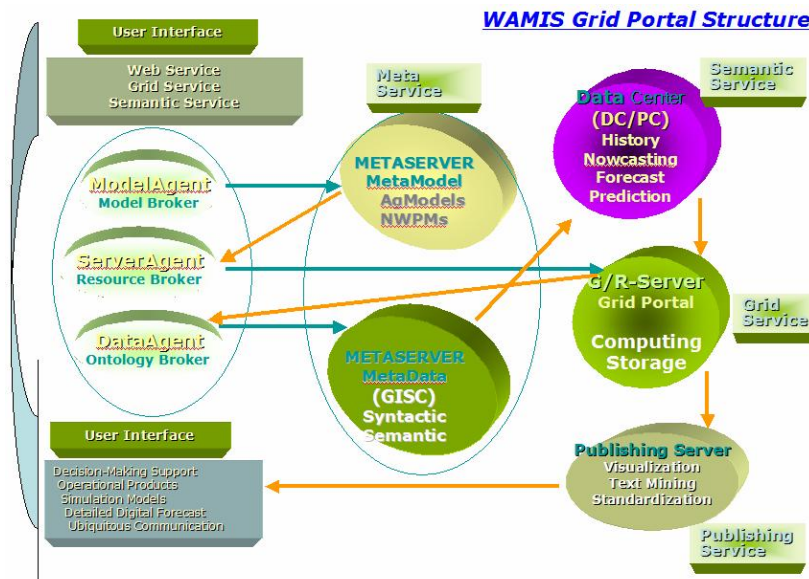 WAMIS Grid Portal Structure
User Interface
Web Service
Grid Service
Semantic Service
Meta
Service
Semantic
Service
Data Center
(DC/PC)
History
Nowcasting
Forecast
Prediction
METASERVER
MetaModel
AgModels
NWPMs
ModelAgent
Model Broker
ServerAgent
Resource Broker
DataAgent
Ontology Broker
G/R-Server
Grid Portal
Computing
Storage
Grid
Service
METASERVER
MetaData
(GISC)
Syntactic
Semantic
User Interface
Decision-Making Support
Operational Products
Simulation Models
Detailed Digital Forecast
Ubiquitous Communication
Publishing Server
Visualization
Text Mining
Standardization
Publishing
Service